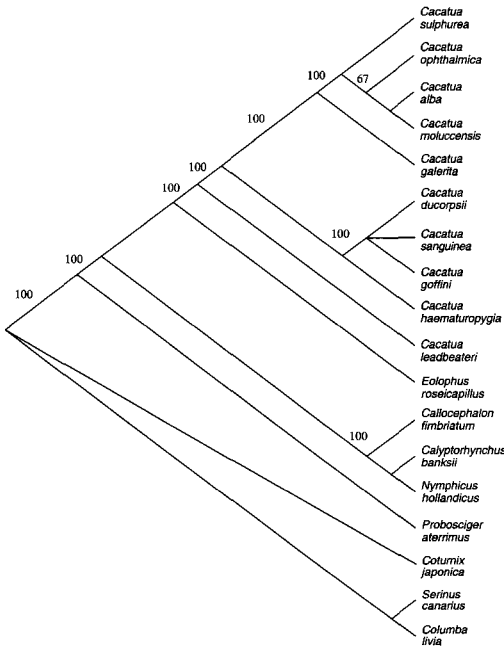 Cacatua
sulphurea
Cacatua
ophthalmica
67
100
Cacatua
alba
Cacatua
moluccensis
100
Cacatua
galerita
100
100
Cacatua
ducorpsii
100
Cacatua
sanguinea
Cacatua
goffini
100
Cacatua
haematuropygia
100
Cacatua
leadbeateri
Eolophus
roseicapillus
Callocephalon
fimbriatum
100
Calyptorhynchus
banksii
Nymphicus
hollandicus
Probosciger
aterrimus
Coturnix
japonica
Serinus
canarius
Columba
livia